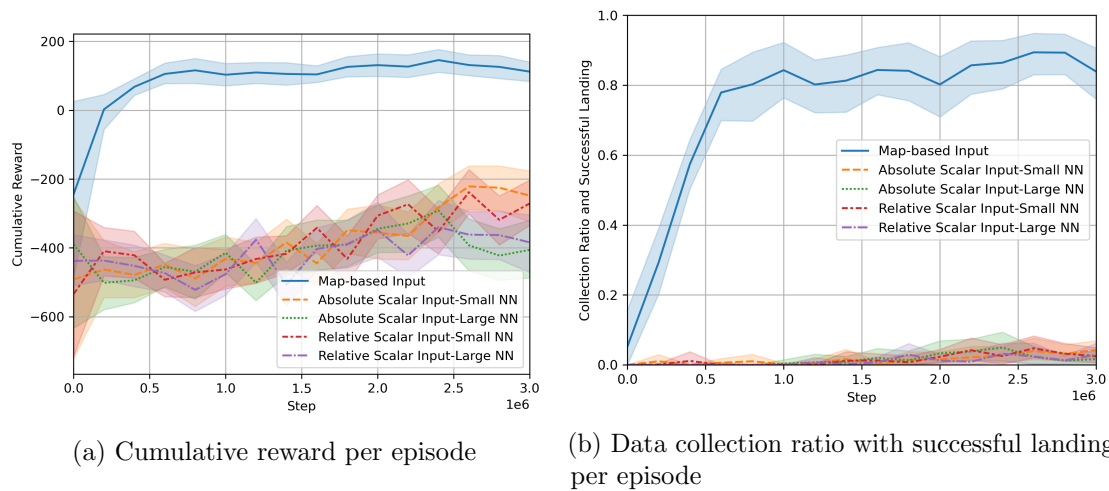 200
0
−200
−400
−600
Cumulative Reward
0.0
0.5
1.0
1.5
2.0
2.5
3.0
1e6
Step
Map-based Input
Absolute Scalar Input-Small NN
Absolute Scalar Input-Large NN
Relative Scalar Input-Small NN
Relative Scalar Input-Large NN
(a) Cumulative reward per episode
1.0
0.8
0.6
0.4
0.2
0.0
Collection Ratio and Successful Landing
0.0
0.5
1.0
1.5
2.0
2.5
3.0
1e6
Step
Map-based Input
Absolute Scalar Input-Small NN
Absolute Scalar Input-Large NN
Relative Scalar Input-Small NN
Relative Scalar Input-Large NN
(b) Data collection ratio with successful landing
per episode